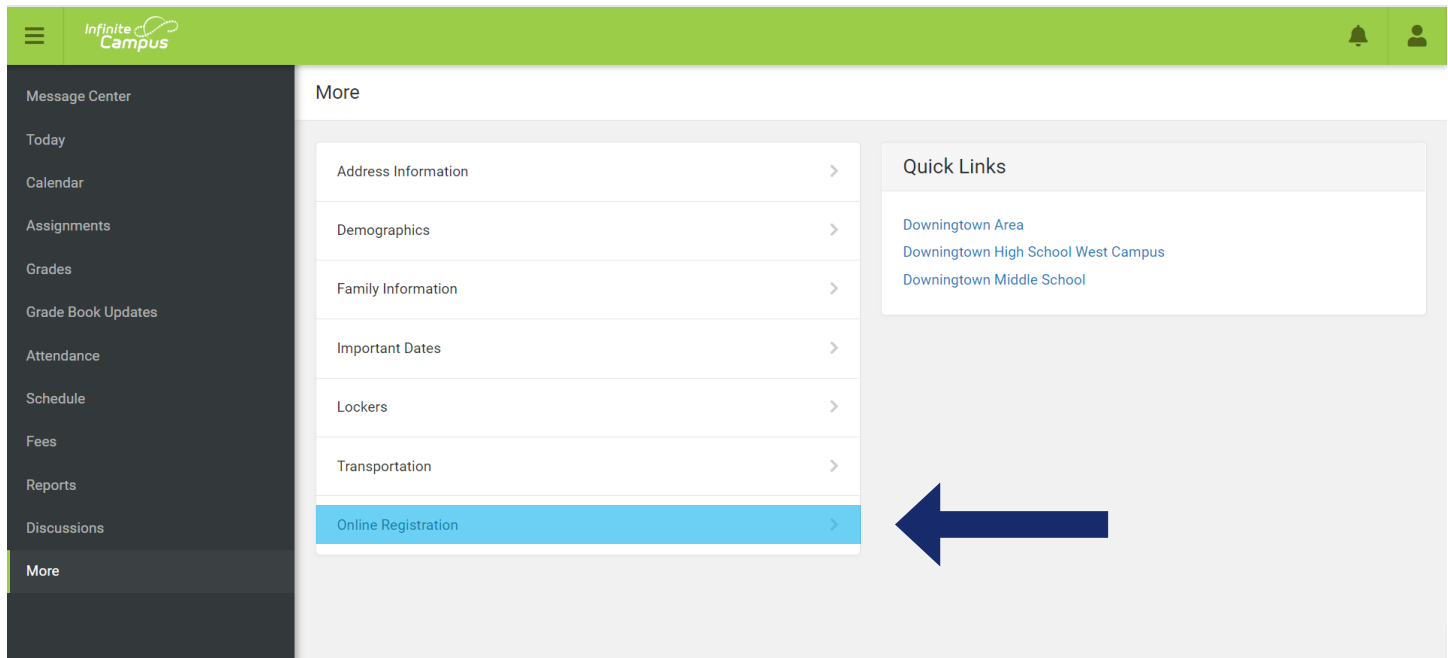 Infinite
Campus
Message Center
Today
Calendar
Assignments
Grades
Grade Book Updates
Attendance
Schedule
Fees
Reports
Discussions
More
More
Address Information
Demographics
Family Information
Important Dates
Lockers
Transportation
Online Registration
Quick Links
Downingtown Area
Downingtown High School West Campus
Downingtown Middle School